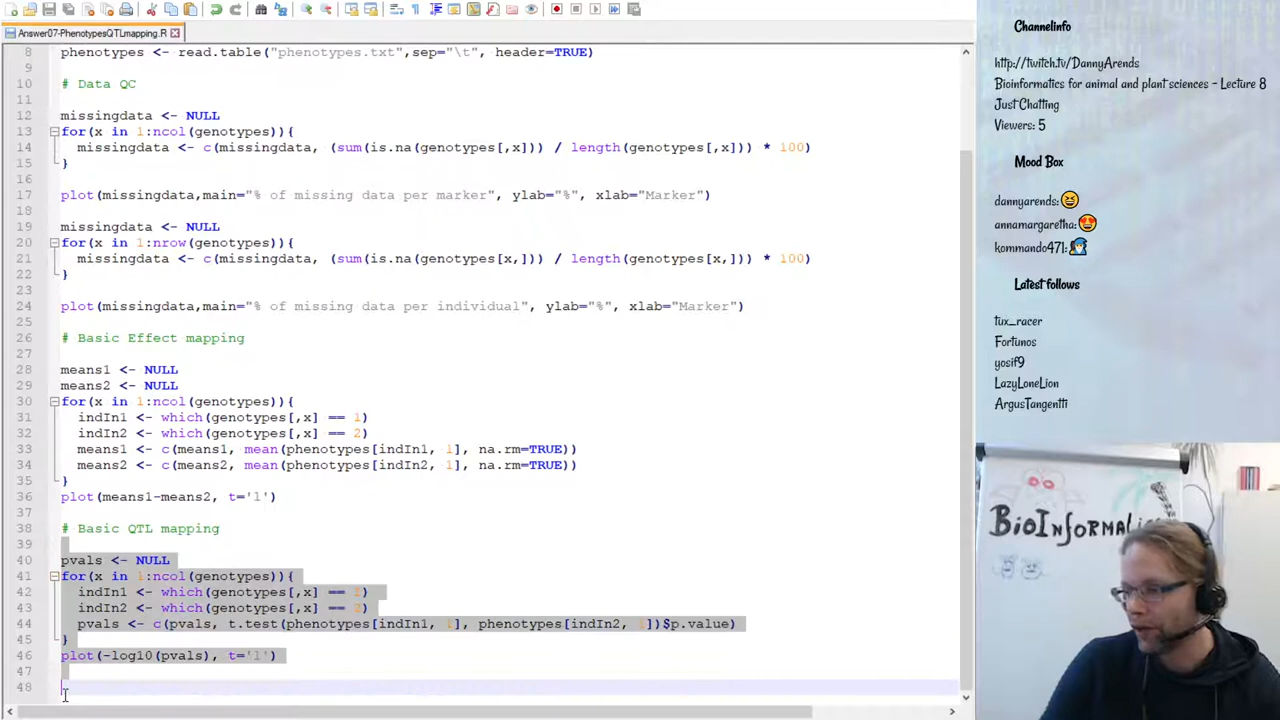 Answer07-PhenotypesQTLmapping.R
8 phenotypes <- read.table("phenotypes.txt",sep="\t", header=TRUE)
9
10 # Data QC
11
12 missingdata <- NULL
13 for(x in 1:ncol(genotypes)){
14 missingdata <- c(missingdata, (sum(is.na(genotypes[,x])) / length(genotypes[,x])) * 100)
15 }
16
17 plot(missingdata,main="% of missing data per marker", ylab="%", xlab="Marker")
18
19 missingdata <- NULL
20 for(x in 1:nrow(genotypes)){
21 missingdata <- c(missingdata, (sum(is.na(genotypes[x,])) / length(genotypes[x,])) * 100)
22 }
23
24 plot(missingdata,main="% of missing data per individual", ylab="%", xlab="Marker")
25
26 # Basic Effect mapping
27
28 means1 <- NULL
29 means2 <- NULL
30 for(x in 1:ncol(genotypes)){
31 indIn1 <- which(genotypes[,x] == 1)
32 indIn2 <- which(genotypes[,x] == 2)
33 means1 <- c(means1, mean(phenotypes[indIn1, 1], na.rm=TRUE))
34 means2 <- c(means2, mean(phenotypes[indIn2, 1], na.rm=TRUE))
35 }
36 plot(means1-means2, t='l')
37
38 # Basic QTL mapping
39
40 pvals <- NULL
41 for(x in 1:ncol(genotypes)){
42 indIn1 <- which(genotypes[,x] == 1)
43 indIn2 <- which(genotypes[,x] == 2)
44 pvals <- c(pvals, t.test(phenotypes[indIn1, 1], phenotypes[indIn2, 1])$p.value)
45 }
46 plot(-log10(pvals), t='l')
47
48
Channelinfo
http://twitch.tv/DannyArends
Bioinformatics for animal and plant sciences - Lecture 8
Just Chatting
Viewers: 5
Mood Box
dannyarends:
annamargaretha:
kommando471:
Latest follows
tux_racer
Fortunos
yosif9
LazyLoneLion
ArgusTangentti